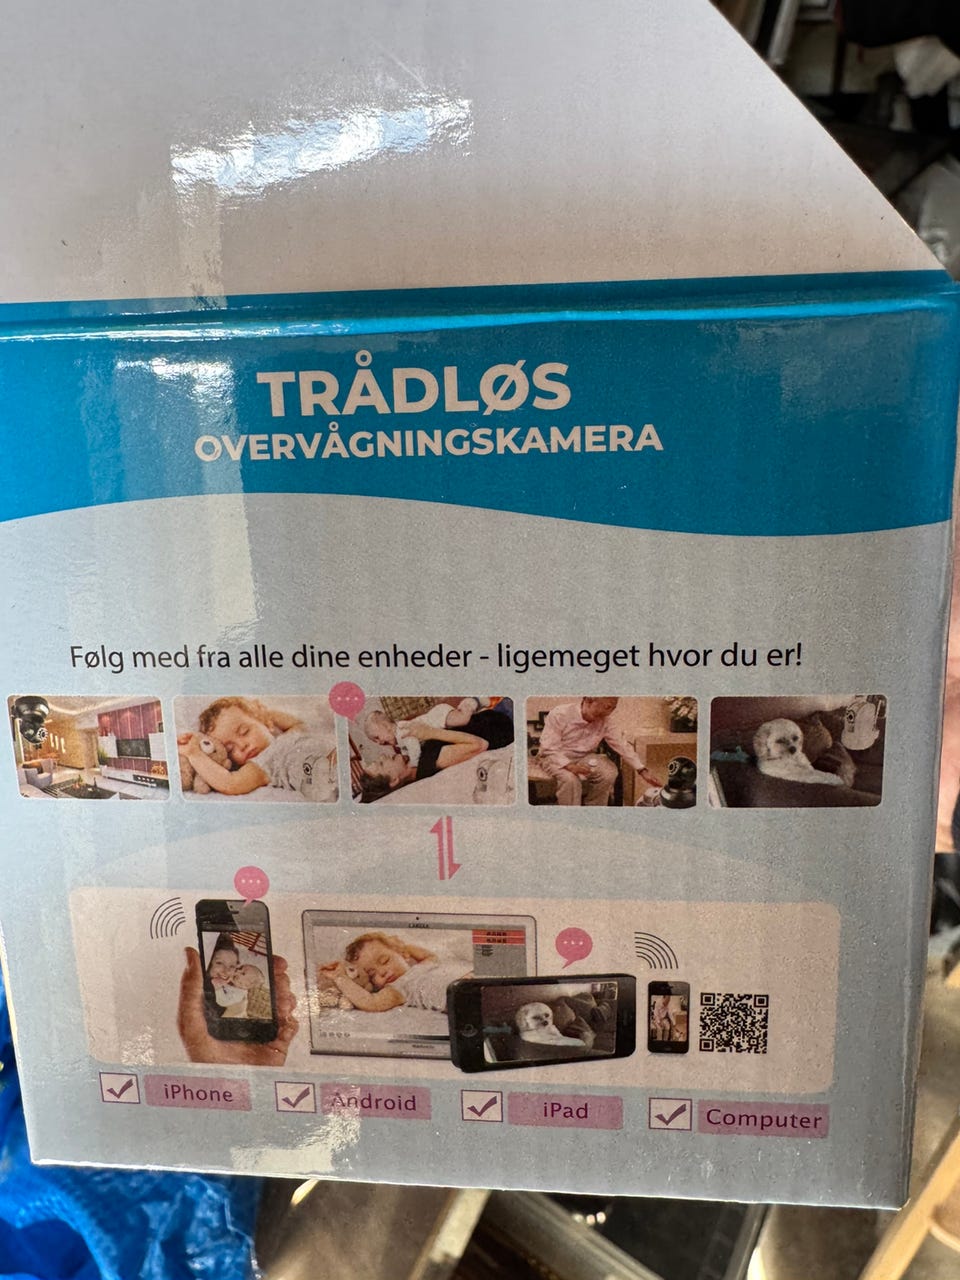 TRÅDLØS
OVERVÅGNINGSKAMERA
Følg med fra alle dine enheder - ligemeget hvor du er!
iPhone
Android
iPad
Computer